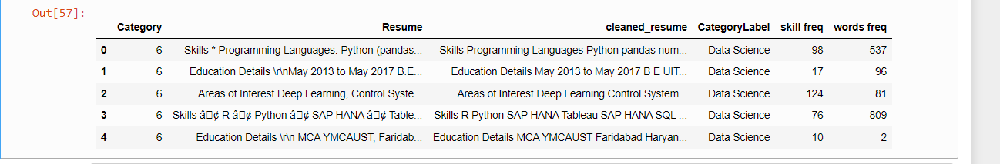 Out[57]:
Category Resume cleaned_resume CategoryLabel skill freq words freq
0 6 Skills * Programming Languages: Python (pandas... Skills Programming Languages Python pandas num... Data Science 98 537
1 6 Education Details \r\nMay 2013 to May 2017 B.E... Education Details May 2013 to May 2017 B E UIT... Data Science 17 96
2 6 Areas of Interest Deep Learning, Control Syste... Areas of Interest Deep Learning Control System... Data Science 124 81
3 6 Skills â□¢ R â□¢ Python â□¢ SAP HANA â□¢ Table... Skills R Python SAP HANA Tableau SAP HANA SQL ... Data Science 76 809
4 6 Education Details \r\n MCA YMCAUST, Faridab... Education Details MCA YMCAUST Faridabad Haryan... Data Science 10 2